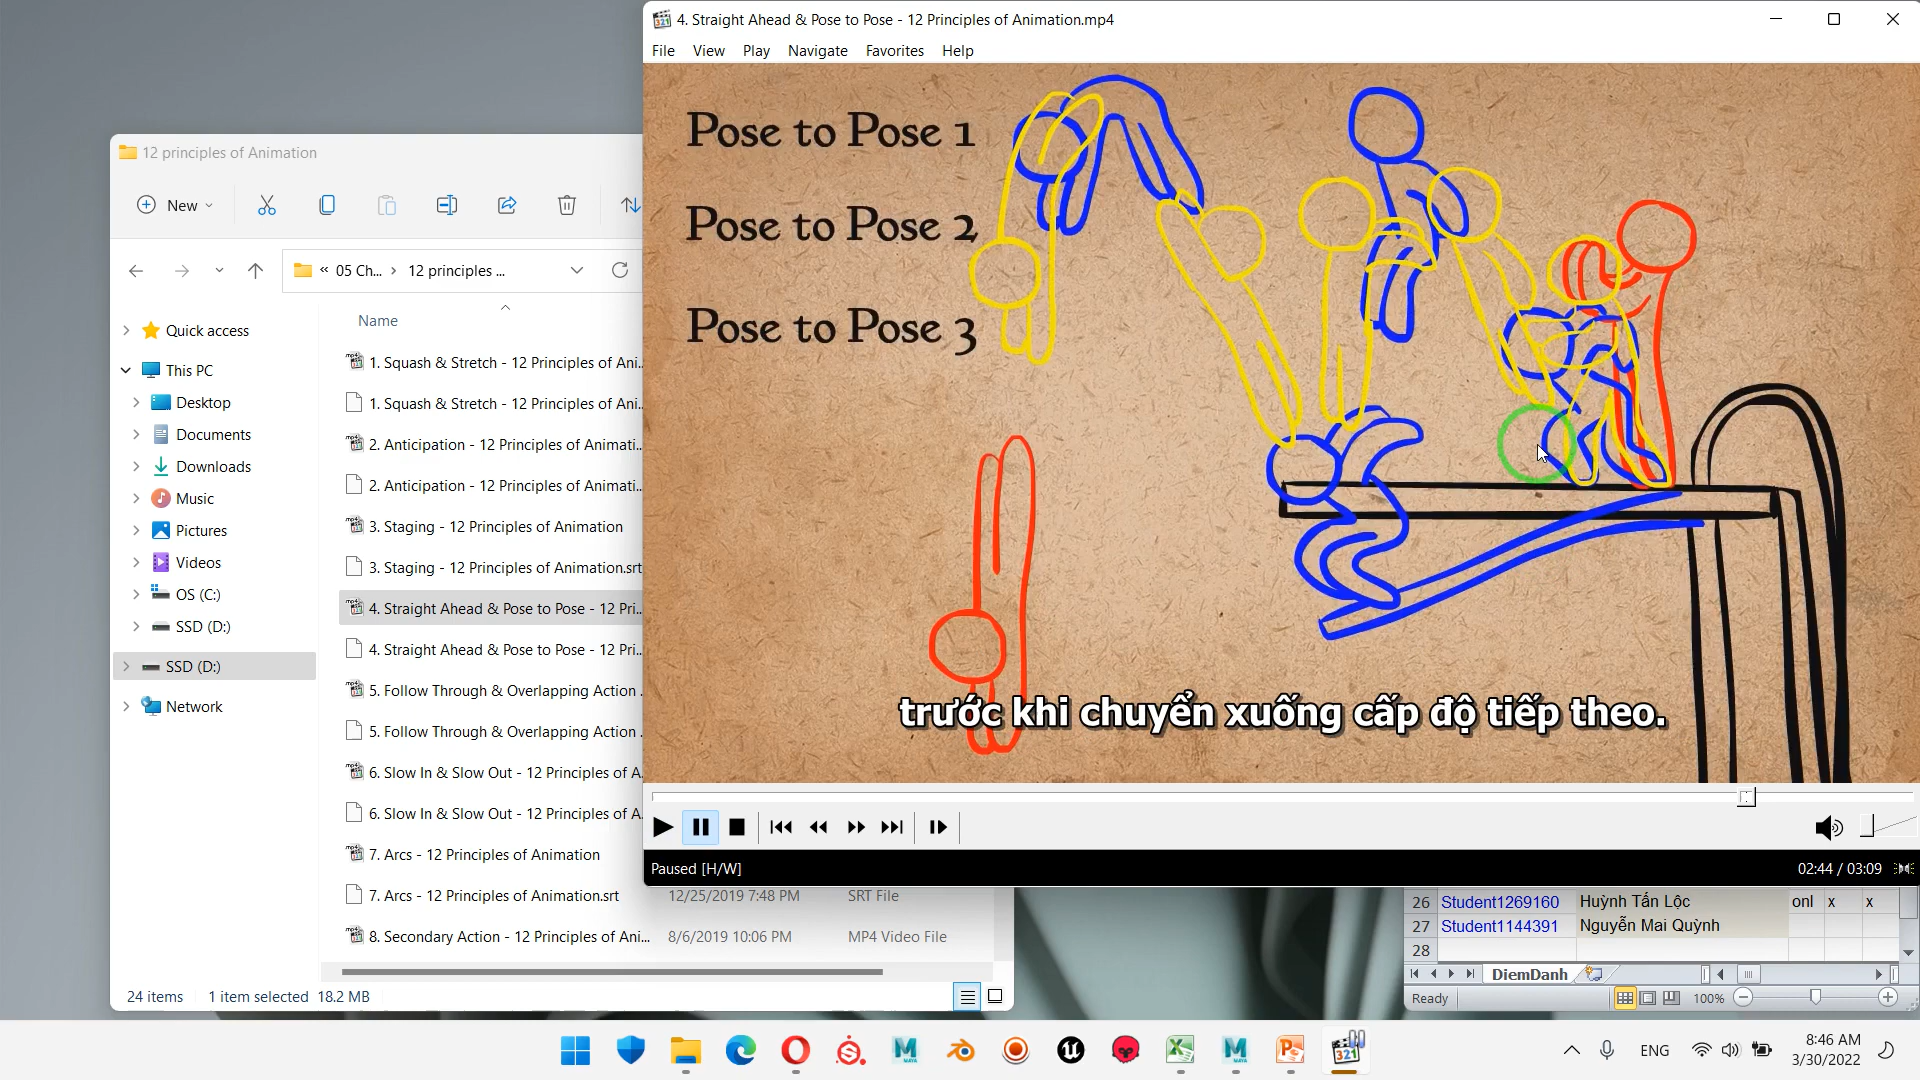 4. Straight Ahead & Pose to Pose - 12 Principles of Animation.mp4
File View Play Navigate Favorites Help
Pose to Pose 1
Pose to Pose 2
Pose to Pose 3
trước khi chuyển xuống cấp độ tiếp theo.
Paused [H/W]
02:44 / 03:09
12 principles of Animation
New
« 05 Ch... › 12 principles ...
Quick access
This PC
Desktop
Documents
Downloads
Music
Pictures
Videos
OS (C:)
SSD (D:)
SSD (D:)
Network
Name
1. Squash & Stretch - 12 Principles of Ani...
1. Squash & Stretch - 12 Principles of Ani...
2. Anticipation - 12 Principles of Animati...
2. Anticipation - 12 Principles of Animati...
3. Staging - 12 Principles of Animation
3. Staging - 12 Principles of Animation.srt
4. Straight Ahead & Pose to Pose - 12 Pri...
4. Straight Ahead & Pose to Pose - 12 Pri...
5. Follow Through & Overlapping Action .
5. Follow Through & Overlapping Action .
6. Slow In & Slow Out - 12 Principles of A
6. Slow In & Slow Out - 12 Principles of A
7. Arcs - 12 Principles of Animation
7. Arcs - 12 Principles of Animation.srt 12/25/2019 7:48 PM SRT File
8. Secondary Action - 12 Principles of Ani... 8/6/2019 10:06 PM MP4 Video File
24 items 1 item selected 18.2 MB
26 Student1269160 Huỳnh Tấn Lộc onl x x
27 Student1144391 Nguyễn Mai Quỳnh
28
DiemDanh
Ready 100%
ENG
8:46 AM
3/30/2022